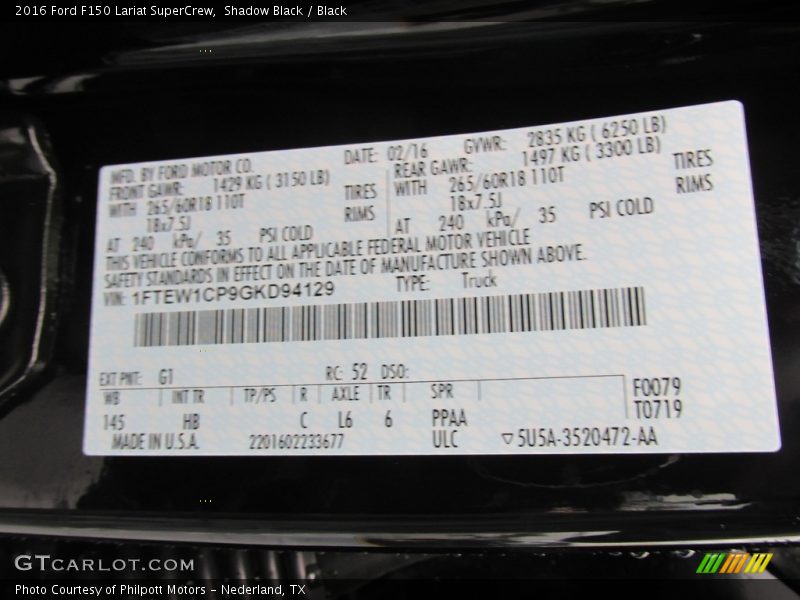 2016 Ford F150 Lariat SuperCrew, Shadow Black / Black
MFD. BY FORD MOTOR CO. DATE: 02/16 GVWR: 2835 KG ( 6250 LB)
FRONT GAWR: 1429 KG ( 3150 LB) REAR GAWR: 1497 KG ( 3300 LB)
WITH 265/60R18 110T TIRES WITH 265/60R18 110T TIRES
18x7.5J RIMS 18x7.5J RIMS
AT 240 kPa/ 35 PSI COLD AT 240 kPa/ 35 PSI COLD
THIS VEHICLE CONFORMS TO ALL APPLICABLE FEDERAL MOTOR VEHICLE
SAFETY STANDARDS IN EFFECT ON THE DATE OF MANUFACTURE SHOWN ABOVE.
VIN: 1FTEW1CP9GKD94129 TYPE: Truck
EXT PNT: G1 RC: 52 DSO:
WB INT TR TP/PS R AXLE TR SPR F0079
145 HB C L6 6 PPAA T0719
MADE IN U.S.A. 2201602233677 ULC ▽5U5A-3520472-AA
GTCARLOT.COM
Photo Courtesy of Philpott Motors - Nederland, TX